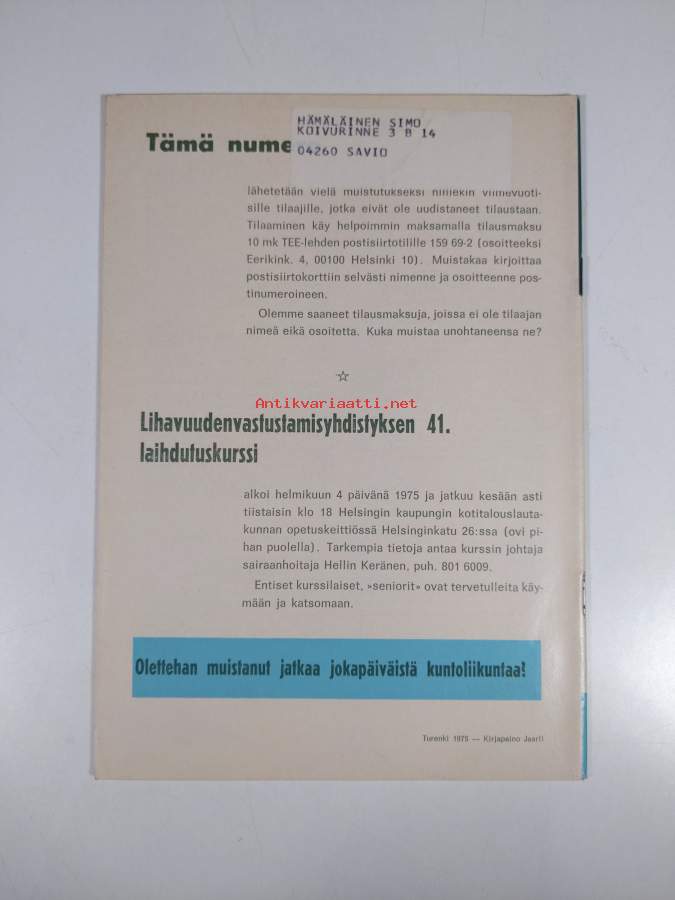 HÄMÄLÄINEN SIMO
KOIVURINNE 3 B 14
04260 SAVIO
Tämä nume
lähetetään vielä muistutukseksi niillekin viimevuoti-
sille tilaajille, jotka eivät ole uudistaneet tilaustaan.
Tilaaminen käy helpoimmin maksamalla tilausmaksu
10 mk TEE-lehden postisiirtotilille 159 69-2 (osoitteeksi
Eerikink. 4, 00100 Helsinki 10). Muistakaa kirjoittaa
postisiirtokorttiin selvästi nimenne ja osoitteenne pos-
tinumeroineen.
Olemme saaneet tilausmaksuja, joissa ei ole tilaajan
nimeä eikä osoitetta. Kuka muistaa unohtaneensa ne?
☆
Antikvariaatti.net
Lihavuudenvastustamisyhdistyksen 41.
laihdutuskurssi
alkoi helmikuun 4 päivänä 1975 ja jatkuu kesään asti
tiistaisin klo 18 Helsingin kaupungin kotitalouslauta-
kunnan opetuskeittiössä Helsinginkatu 26:ssa (ovi pi-
han puolella). Tarkempia tietoja antaa kurssin johtaja
sairaanhoitaja Hellin Keränen, puh. 801 6009.
Entiset kurssilaiset, »seniorit» ovat tervetulleita käy-
mään ja katsomaan.
Olettehan muistanut jatkaa jokapäiväistä kuntoliikuntaa?
Turenki 1975 — Kirjapaino Jaarli